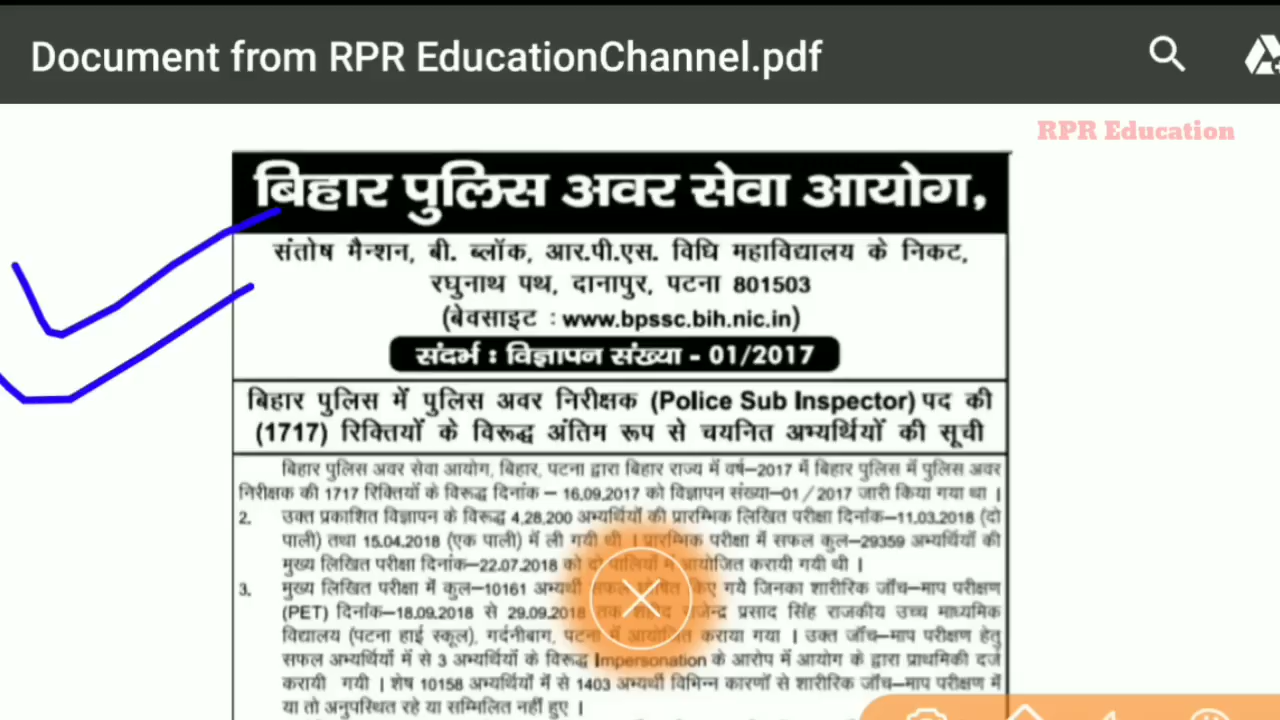 Document from RPR EducationChannel.pdf
RPR Education
बिहार पुलिस अवर सेवा आयोग,
संतोष मैन्शन, बी. ब्लॉक, आर.पी.एस. विधि महाविद्यालय के निकट,
रघुनाथ पथ, दानापुर, पटना 801503
(बेवसाइट : www.bpssc.bih.nic.in)
संदर्भ : विज्ञापन संख्या - 01/2017
बिहार पुलिस में पुलिस अवर निरीक्षक (Police Sub Inspector) पद की
(1717) रिक्तियों के विरूद्ध अंतिम रूप से चयनित अभ्यर्थियों की सूची
बिहार पुलिस अवर सेवा आयोग, बिहार, पटना द्वारा बिहार राज्य में वर्ष-2017 में बिहार पुलिस में पुलिस अवर
निरीक्षक की 1717 रिक्तियों के विरूद्ध दिनांक - 16.09.2017 को विज्ञापन संख्या-01/2017 जारी किया गया था ।
2. उक्त प्रकाशित विज्ञापन के विरूद्ध 4,28,200 अभ्यर्थियों की प्रारम्भिक लिखित परीक्षा दिनांक-11.03.2018 (दो
पाली) तथा 15.04.2018 (एक पाली) में ली गयी थी । प्रारम्भिक परीक्षा में सफल कुल-29359 अभ्यर्थियों की
मुख्य लिखित परीक्षा दिनांक-22.07.2018 को दो पालियों में आयोजित करायी गयी थी ।
3. मुख्य लिखित परीक्षा में कुल-10161 अभ्यर्थी सफल घोषित किए गये जिनका शारीरिक जाँच-माप परीक्षण
(PET) दिनांक-18.09.2018 से 29.09.2018 तक शहीद राजेन्द्र प्रसाद सिंह राजकीय उच्च माध्यमिक
विद्यालय (पटना हाई स्कूल), गर्दनीबाग, पटना में आयोजित कराया गया । उक्त जाँच-माप परीक्षण हेतु
सफल अभ्यर्थियों में से 3 अभ्यर्थियों के विरूद्ध Impersonation के आरोप में आयोग के द्वारा प्राथमिकी दर्ज
करायी गयी । शेष 10158 अभ्यर्थियों में से 1403 अभ्यर्थी विभिन्न कारणों से शारीरिक जाँच-माप परीक्षण में
या तो अनुपस्थित रहे या सम्मिलित नहीं हुए ।